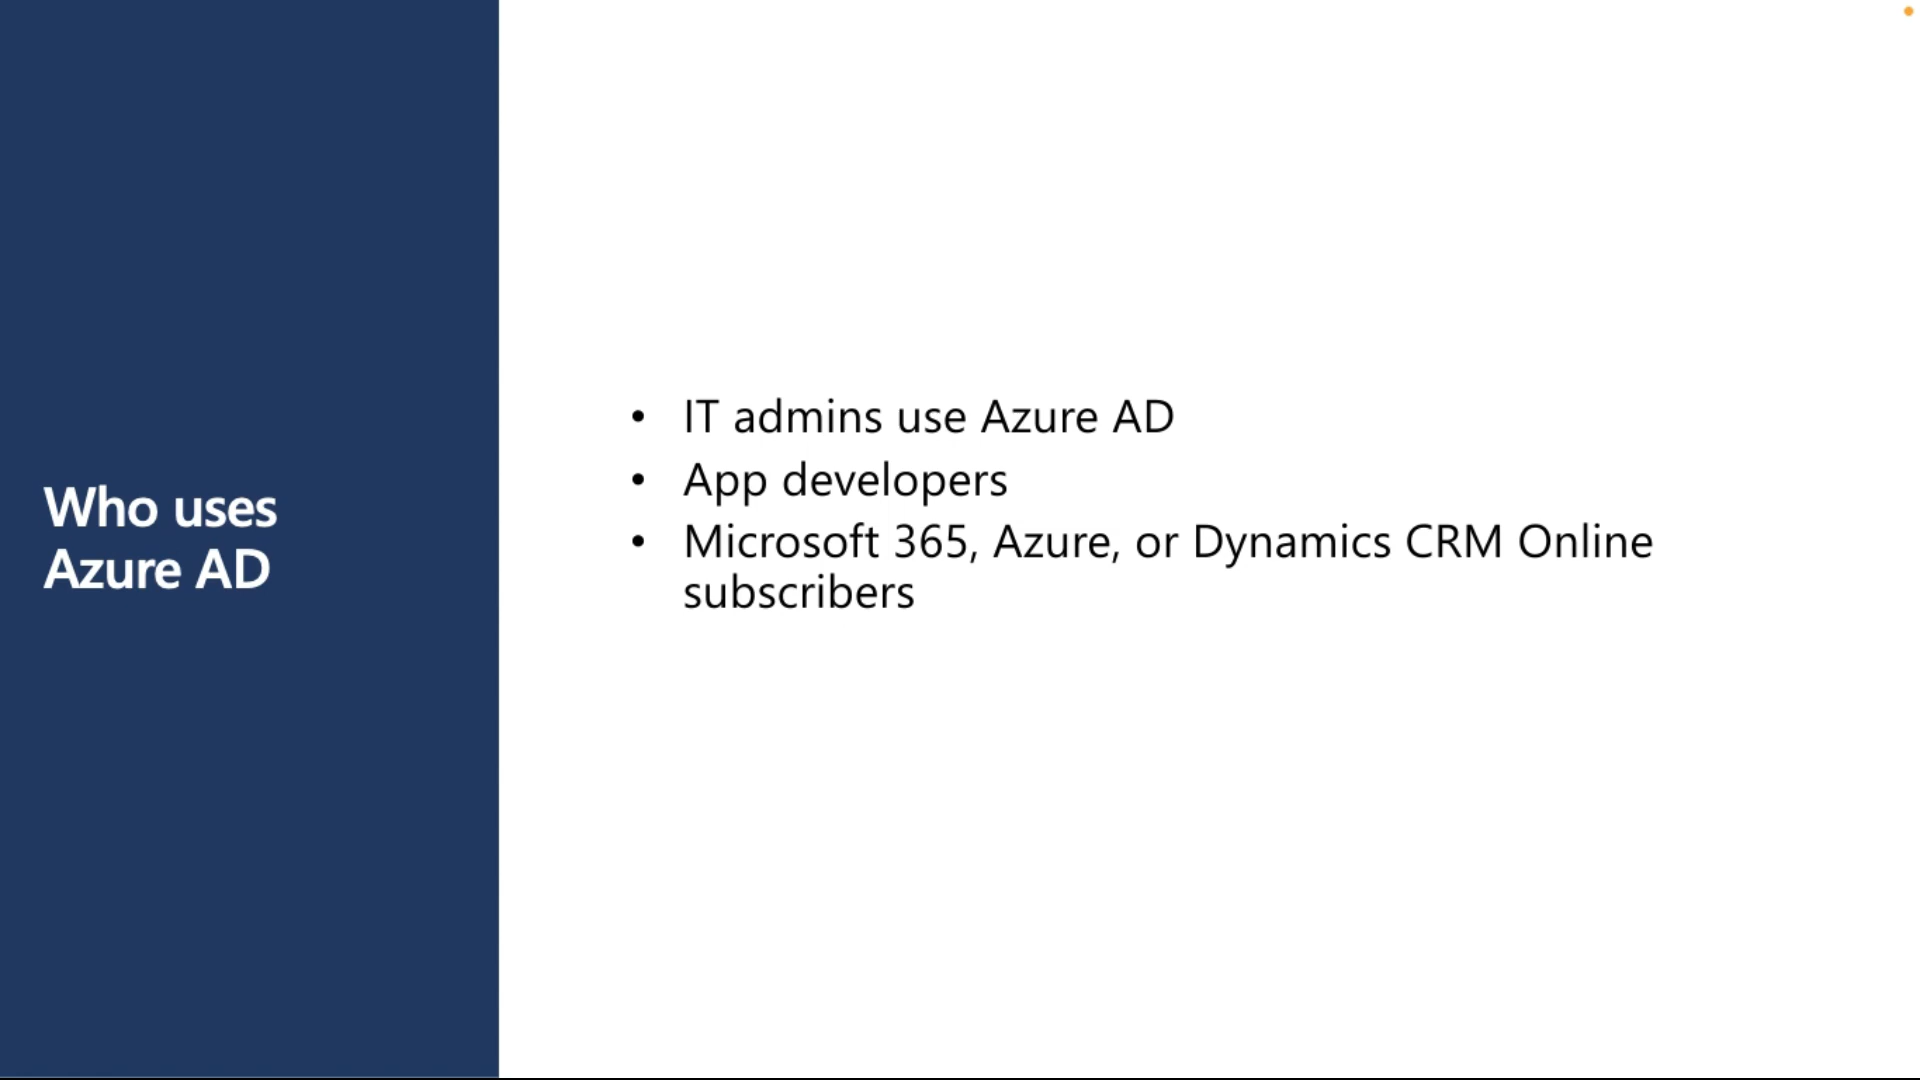 Who uses
Azure AD
• IT admins use Azure AD
• App developers
• Microsoft 365, Azure, or Dynamics CRM Online
subscribers